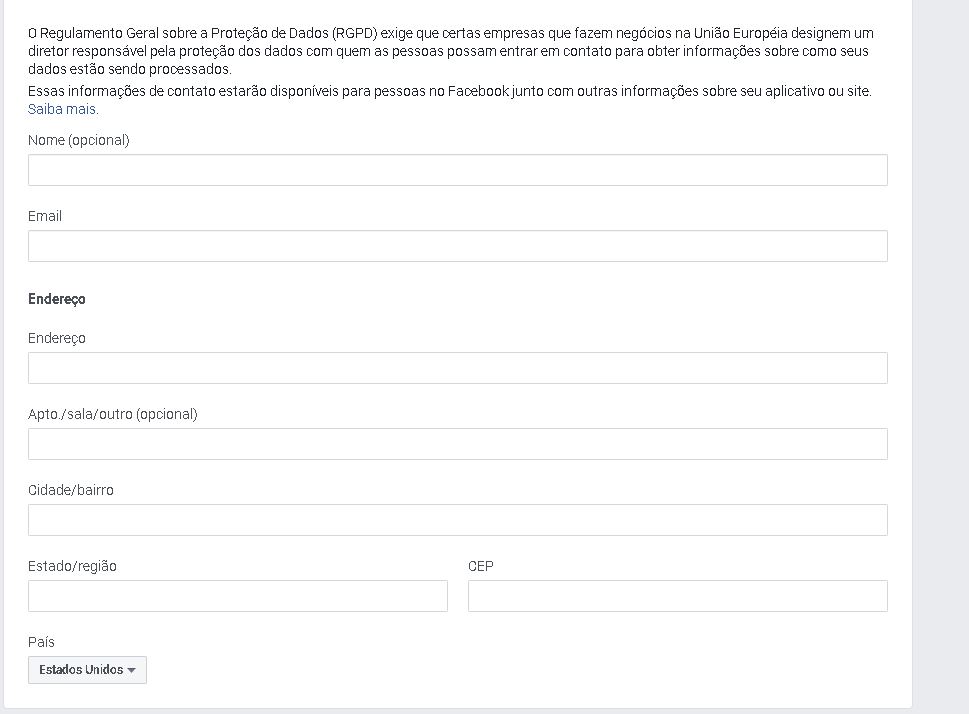 O Regulamento Geral sobre a Proteção de Dados (RGPD) exige que certas empresas que fazem negócios na União Européia designem um
diretor responsável pela proteção dos dados com quem as pessoas possam entrar em contato para obter informações sobre como seus
dados estão sendo processados.
Essas informações de contato estarão disponíveis para pessoas no Facebook junto com outras informações sobre seu aplicativo ou site.
Saiba mais.
Nome (opcional)
Email
Endereço
Endereço
Apto./sala/outro (opcional)
Cidade/bairro
Estado/região CEP
País
Estados Unidos